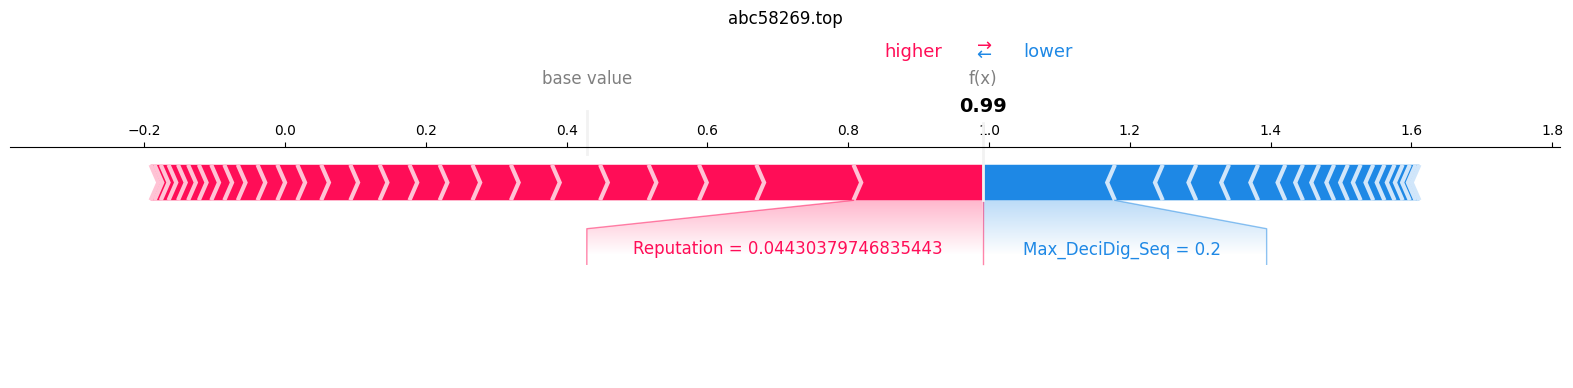 abc58269.top
higher ⇄ lower
base value f(x)
0.99
−0.2 0.0 0.2 0.4 0.6 0.8 1.0 1.2 1.4 1.6 1.8
Reputation = 0.04430379746835443 Max_DeciDig_Seq = 0.2